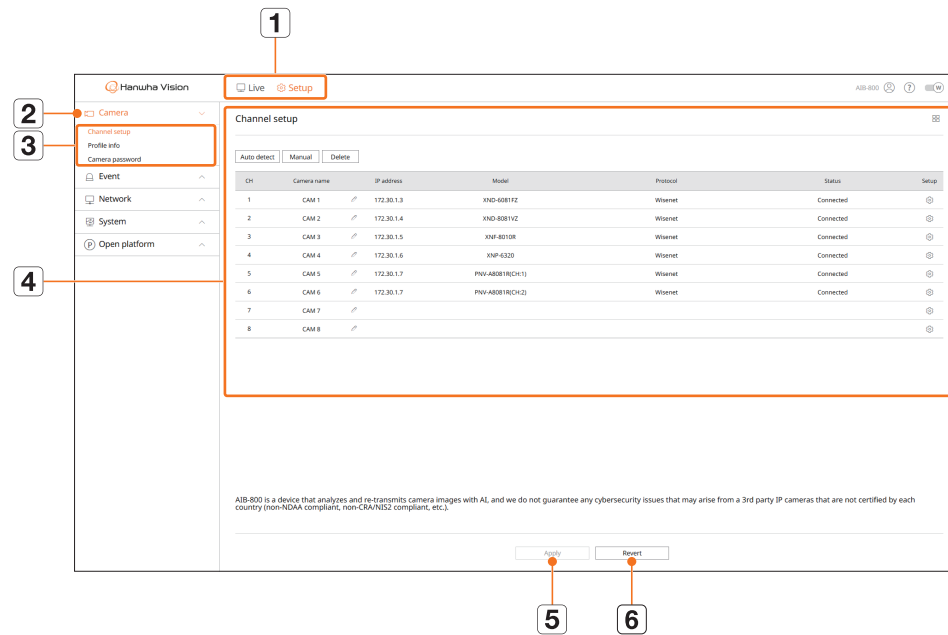 1
Hanwha Vision
Live Setup
AIB-800 ? W
2
Camera
3
Channel setup
Profile info
Camera password
Event
Network
System
P Open platform
4
Channel setup
Auto detect Manual Delete
CH Camera name IP address Model Protocol Status Setup
1 CAM 1 172.30.1.3 XND-6081FZ Wisenet Connected
2 CAM 2 172.30.1.4 XND-8081VZ Wisenet Connected
3 CAM 3 172.30.1.5 XNF-8010R Wisenet Connected
4 CAM 4 172.30.1.6 XNP-6320 Wisenet Connected
5 CAM 5 172.30.1.7 PNV-A8081R(CH:1) Wisenet Connected
6 CAM 6 172.30.1.7 PNV-A8081R(CH:2) Wisenet Connected
7 CAM 7
8 CAM 8
AIB-800 is a device that analyzes and re-transmits camera images with AI, and we do not guarantee any cybersecurity issues that may arise from a 3rd party IP cameras that are not certified by each
country (non-NDAA compliant, non-CRA/NIS2 compliant, etc.).
Apply Revert
5 6